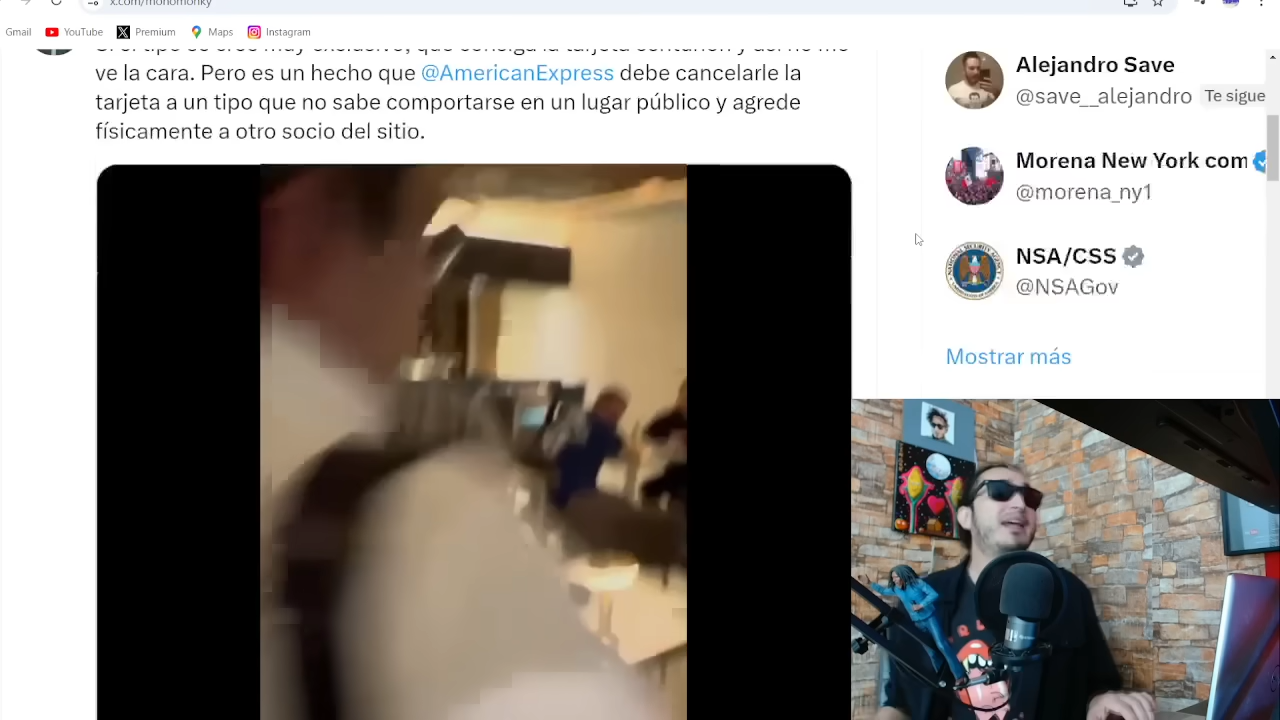 x.com/monomonky
Gmail
YouTube
Premium
Maps
Instagram
ve la cara. Pero es un hecho que @AmericanExpress debe cancelarle la
tarjeta a un tipo que no sabe comportarse en un lugar público y agrede
físicamente a otro socio del sitio.
Alejandro Save
@save__alejandro Te sigue
Morena New York com
@morena_ny1
NSA/CSS
@NSAGov
Mostrar más